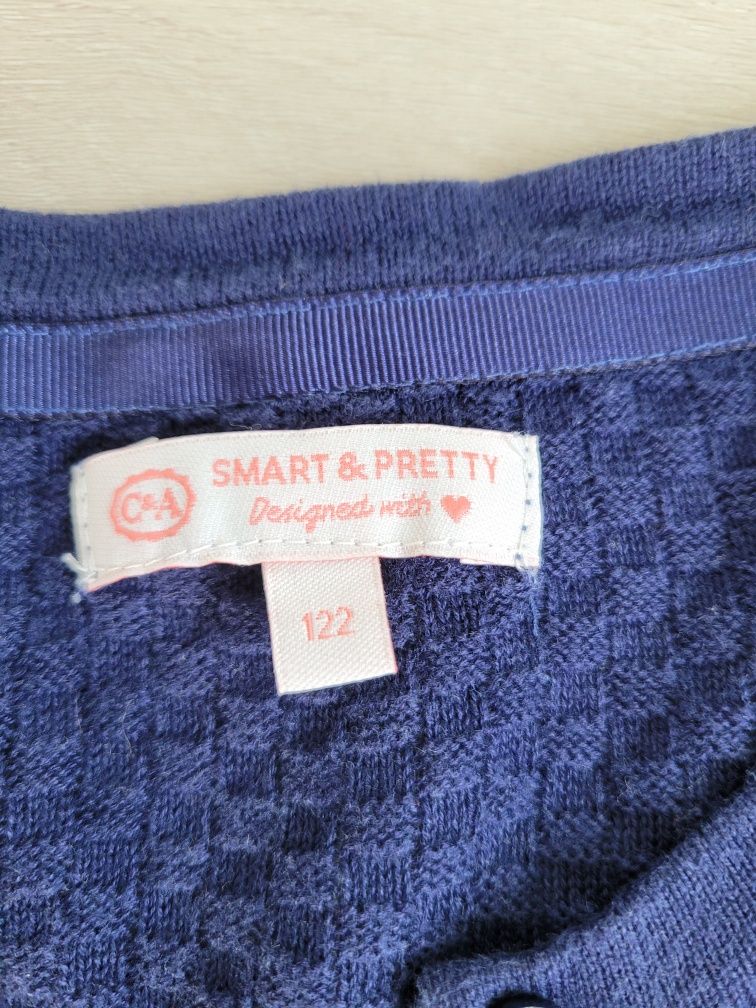 C&A
SMART & PRETTY
Designed with ♥
122